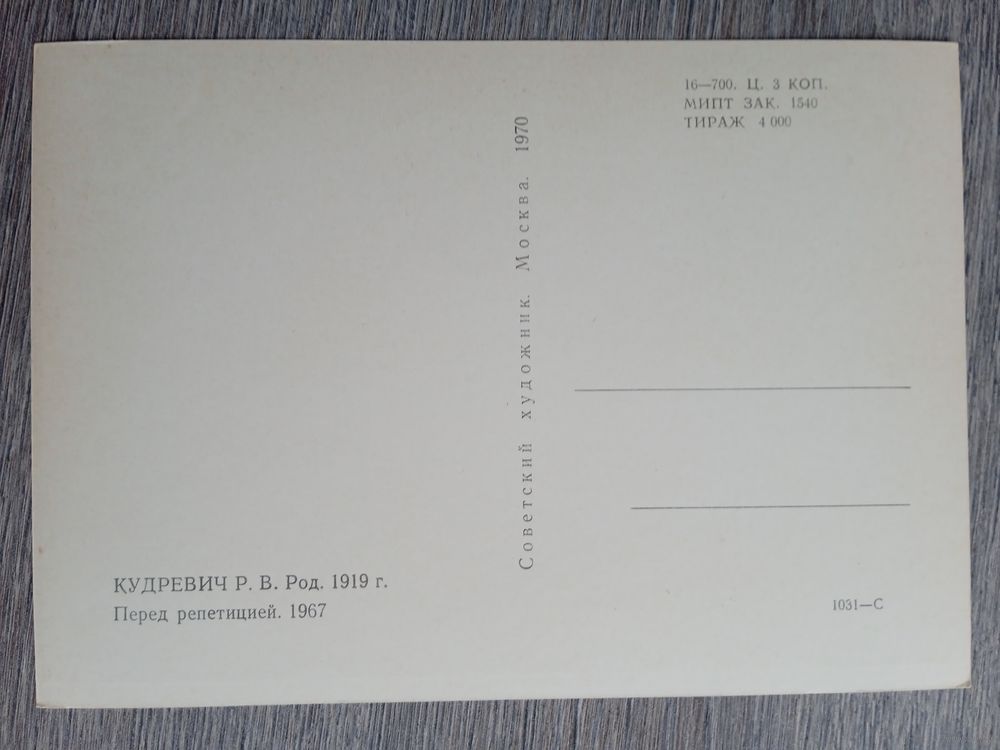 16—700. Ц. 3 КОП.
МИПТ ЗАК. 1540
ТИРАЖ 4 000
Советский художник. Москва. 1970
КУДРЕВИЧ Р. В. Род. 1919 г.
Перед репетицией. 1967
1031—С